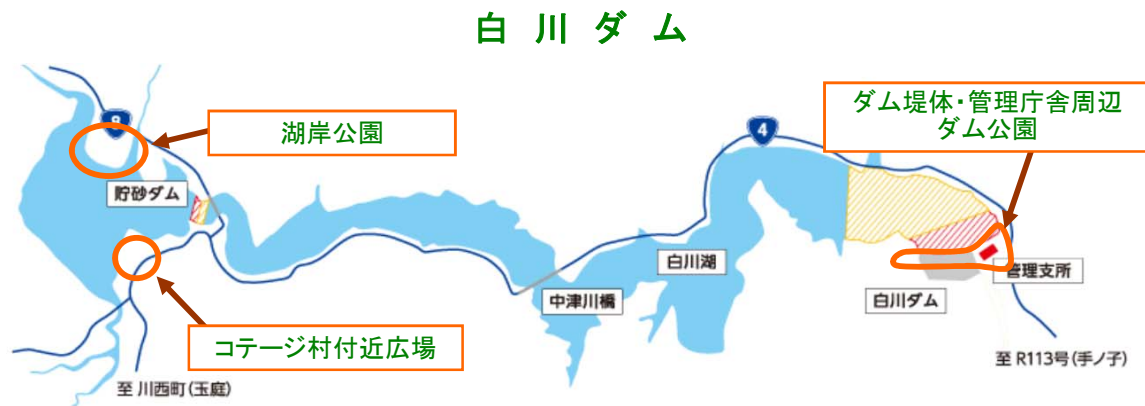 白川ダム
ダム堤体・管理庁舎周辺
ダム公園
8
湖岸公園
4
貯砂ダム
白川湖
管理支所
中津川橋
白川ダム
コテージ村付近広場
至 R113号(手ノ子)
至 川西町(玉庭)